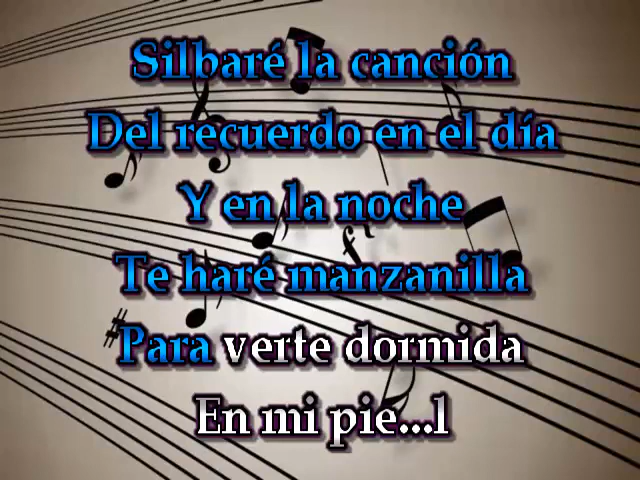 Silbaré la canción
Del recuerdo en el día
Y en la noche
Te haré manzanilla
Para verte dormida
En mi pie...l